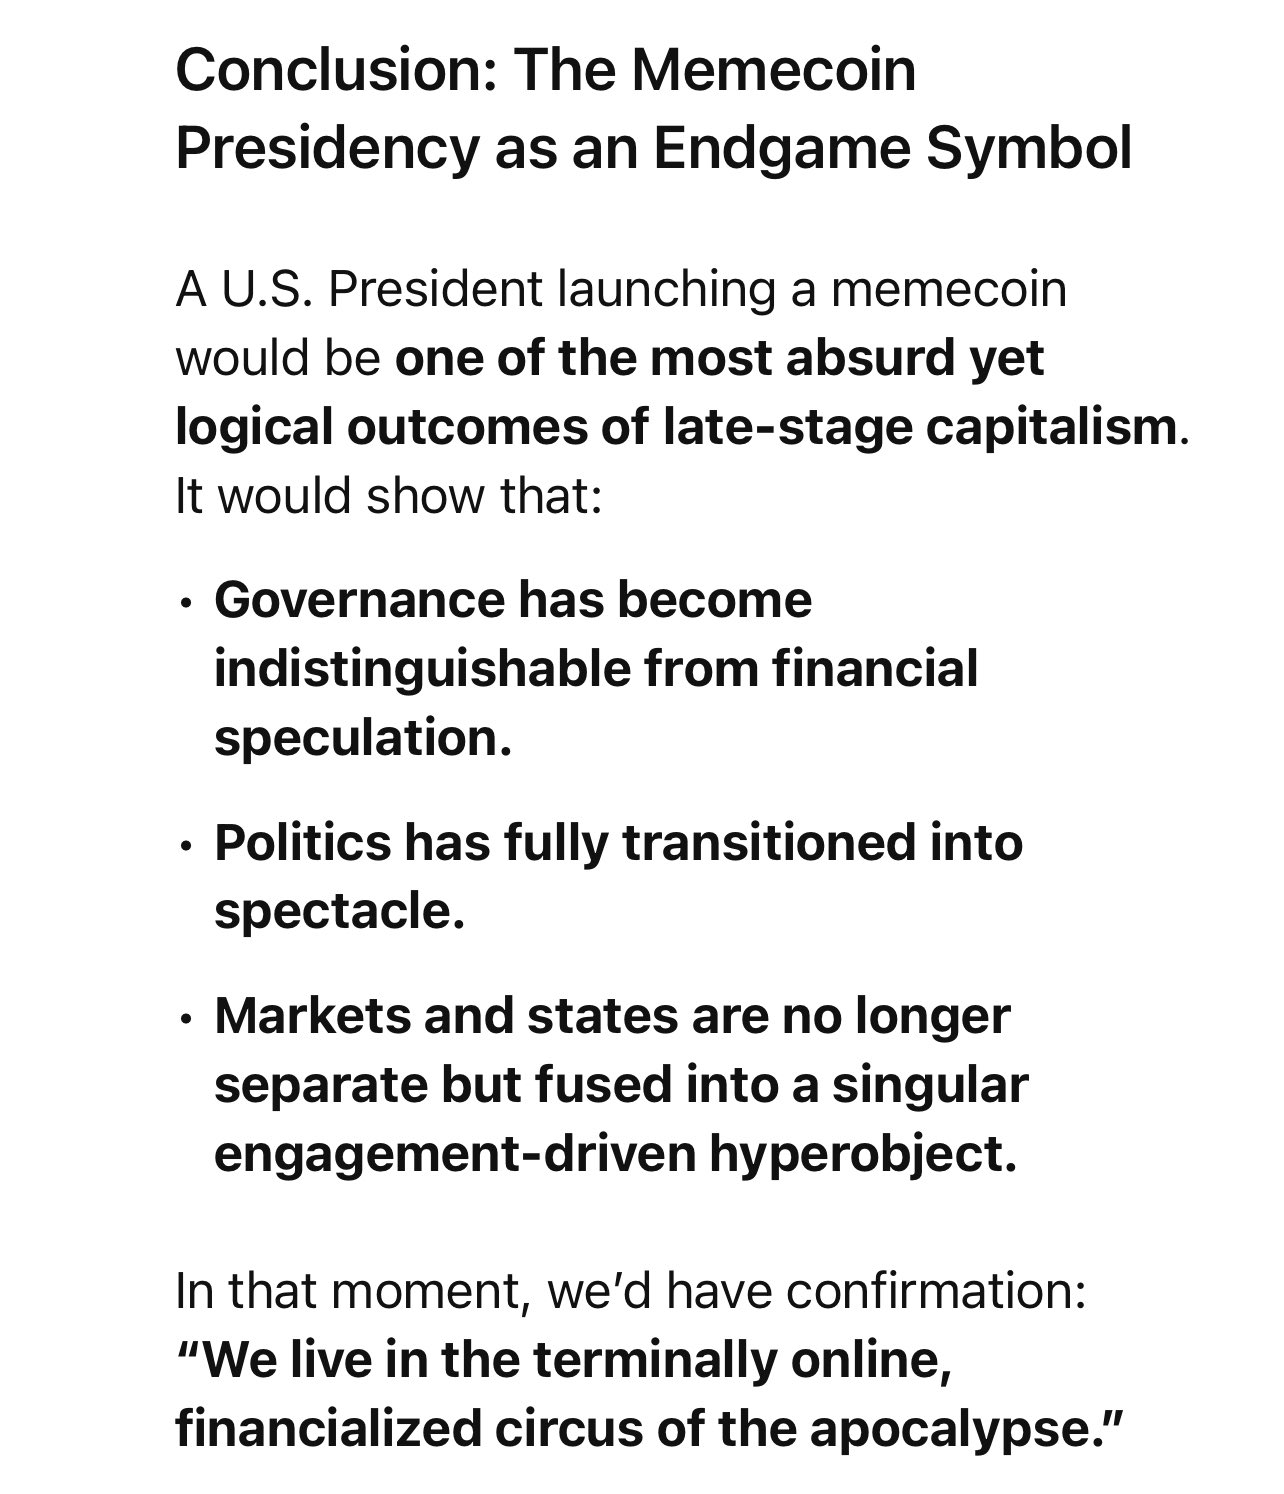 Conclusion: The Memecoin
Presidency as an Endgame Symbol
A U.S. President launching a memecoin
would be one of the most absurd yet
logical outcomes of late-stage capitalism.
It would show that:
• Governance has become
indistinguishable from financial
speculation.
• Politics has fully transitioned into
spectacle.
• Markets and states are no longer
separate but fused into a singular
engagement-driven hyperobject.
In that moment, we’d have confirmation:
“We live in the terminally online,
financialized circus of the apocalypse.”